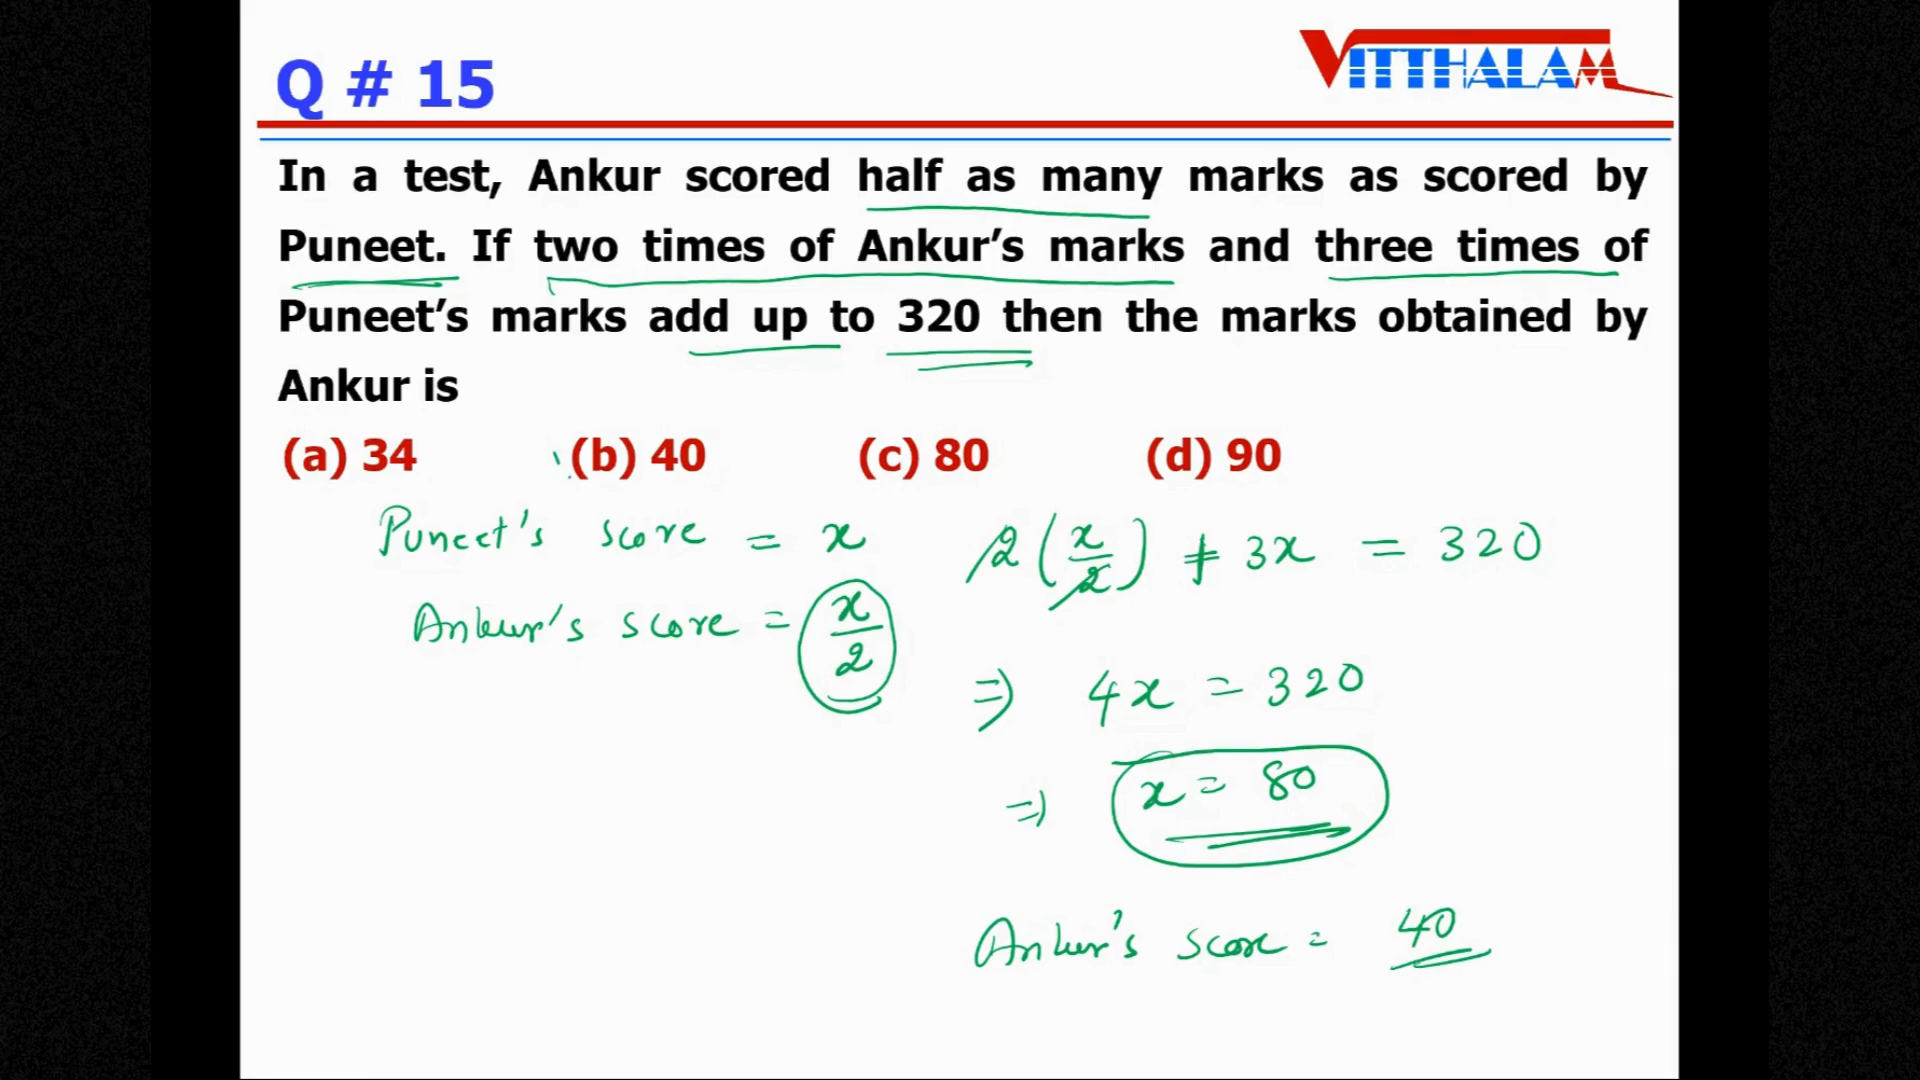 Q # 15
VITTHALAM
In a test, Ankur scored half as many marks as scored by
Puneet. If two times of Ankur’s marks and three times of
Puneet’s marks add up to 320 then the marks obtained by
Ankur is
(a) 34 (b) 40 (c) 80 (d) 90
Puneet's score = x
Ankur's score = x/2
2(x/2) + 3x = 320
⇒ 4x = 320
⇒ x = 80
Ankur's score = 40